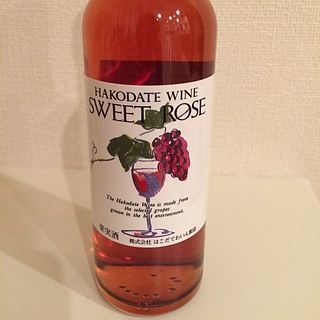 HAKODATE WINE
SWEET ROSE
The Hakodate Wine is made from
the selected grapes
grown in the best environment.
果実酒
株式会社 はこだてわいん醸造